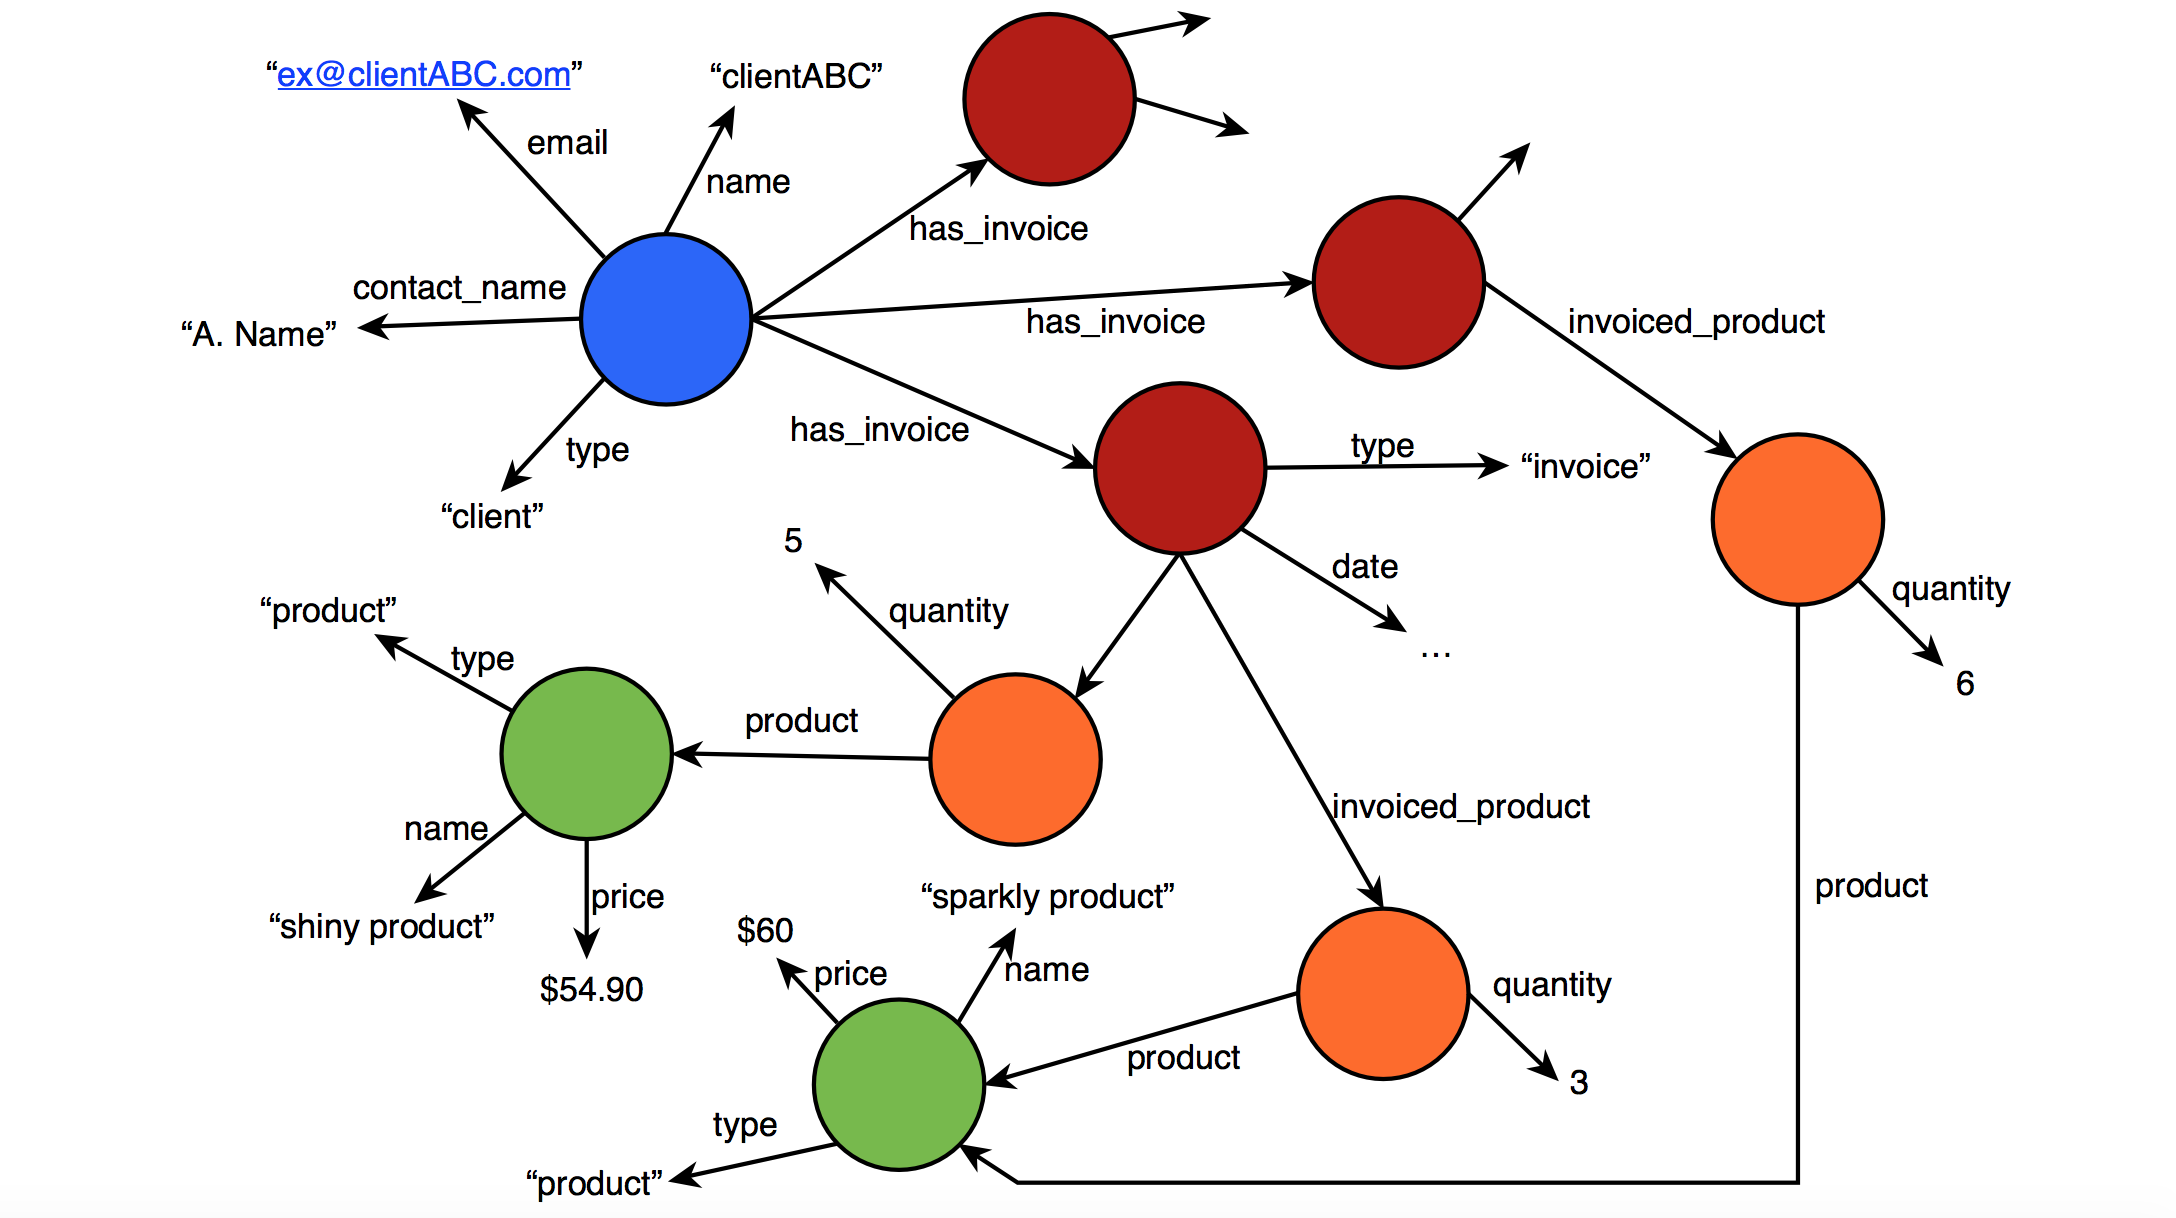 “ex@clientABC.com”
“clientABC”
email
name
has_invoice
contact_name
“A. Name”
has_invoice
invoiced_product
has_invoice
type
type
“invoice”
“client”
5
date
quantity
“product”
quantity
...
type
6
product
invoiced_product
name
price
“sparkly product”
product
“shiny product”
$60
name
price
$54.90
quantity
product
3
type
“product”